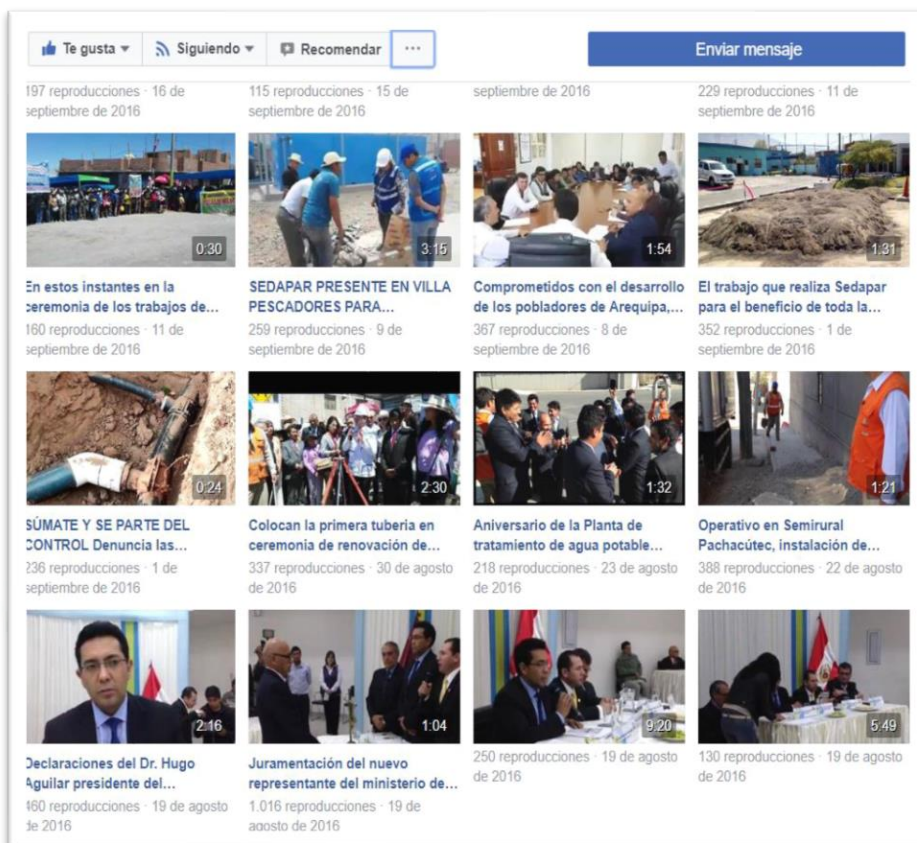 Te gusta Siguiendo Recomendar ... Enviar mensaje
197 reproducciones · 16 de
septiembre de 2016
115 reproducciones · 15 de
septiembre de 2016
septiembre de 2016
229 reproducciones · 11 de
septiembre de 2016
0:30
En estos instantes en la
ceremonia de los trabajos de...
160 reproducciones · 11 de
septiembre de 2016
3:15
SEDAPAR PRESENTE EN VILLA
PESCADORES PARA...
259 reproducciones · 9 de
septiembre de 2016
1:54
Comprometidos con el desarrollo
de los pobladores de Arequipa,...
367 reproducciones · 8 de
septiembre de 2016
1:31
El trabajo que realiza Sedapar
para el beneficio de toda la...
352 reproducciones · 1 de
septiembre de 2016
0:24
SÚMATE Y SE PARTE DEL
CONTROL Denuncia las...
236 reproducciones · 1 de
septiembre de 2016
2:30
Colocan la primera tuberia en
ceremonia de renovación de...
337 reproducciones · 30 de agosto
de 2016
1:32
Aniversario de la Planta de
tratamiento de agua potable...
218 reproducciones · 23 de agosto
de 2016
1:21
Operativo en Semirural
Pachacútec, instalación de...
388 reproducciones · 22 de agosto
de 2016
2:16
Declaraciones del Dr. Hugo
Aguilar presidente del...
460 reproducciones · 19 de agosto
de 2016
1:04
Juramentación del nuevo
representante del ministerio de...
1.016 reproducciones · 19 de
agosto de 2016
9:20
250 reproducciones · 19 de agosto
de 2016
5:49
130 reproducciones · 19 de agosto
de 2016